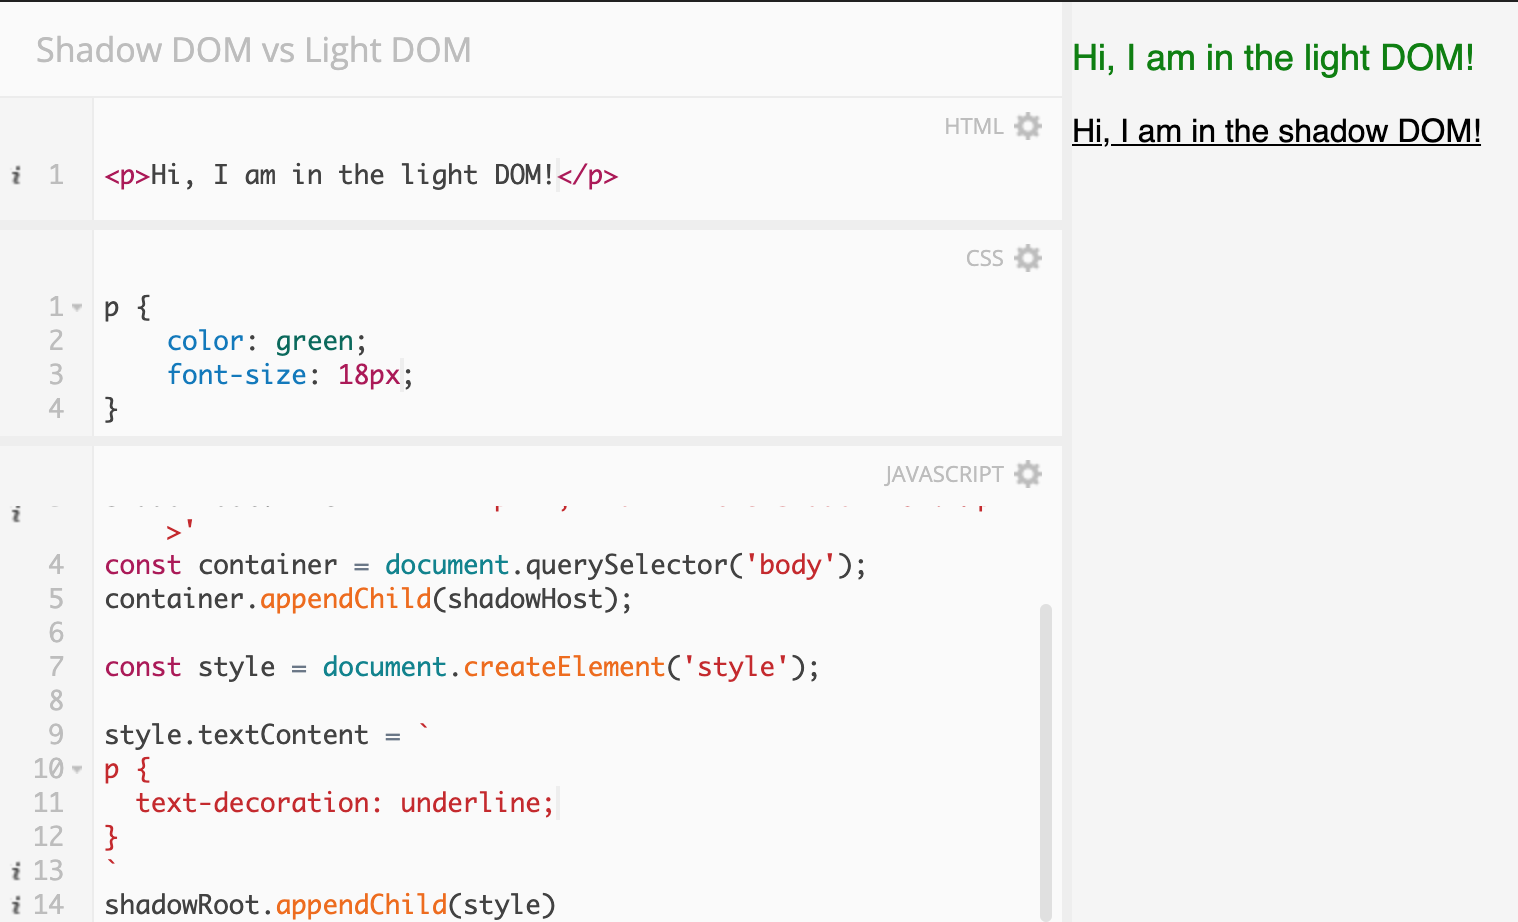 Shadow DOM vs Light DOM
HTML
i 1 <p>Hi, I am in the light DOM!</p>
CSS
1 p {
2 color: green;
3 font-size: 18px;
4 }
JAVASCRIPT
i
>'
4 const container = document.querySelector('body');
5 container.appendChild(shadowHost);
6
7 const style = document.createElement('style');
8
9 style.textContent = `
10 p {
11 text-decoration: underline;
12 }
i 13 `
i 14 shadowRoot.appendChild(style)
Hi, I am in the light DOM!
Hi, I am in the shadow DOM!